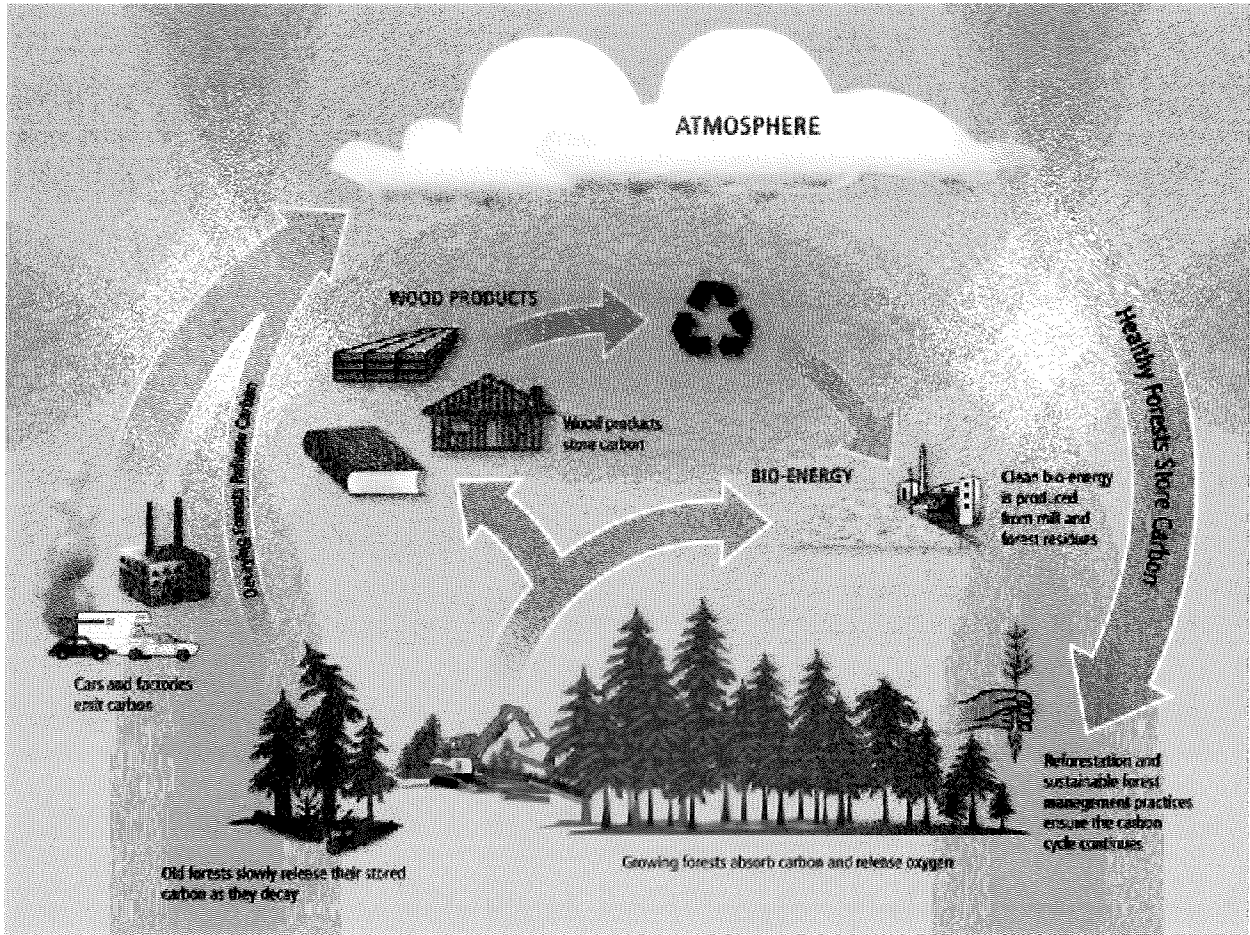 ATMOSPHERE
WOOD PRODUCTS
Wood products
store carbon
BIO-ENERGY
Clean bio-energy
is produced
from mill and
forest residues
Healthy Forests Store Carbon
Decaying Forests Release Carbon
Cars and factories
emit carbon
Reforestation and
sustainable forest
management practices
ensure the carbon
cycle continues
Growing forests absorb carbon and release oxygen
Old forests slowly release their stored
carbon as they decay